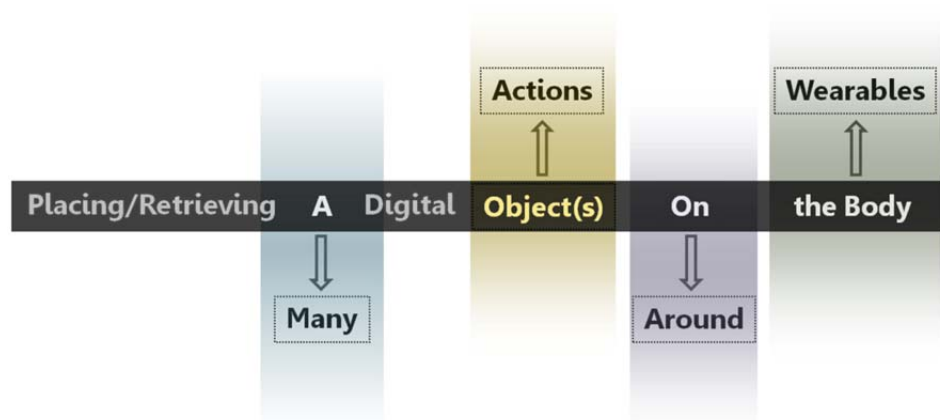 Actions Wearables
Placing/Retrieving A Digital Object(s) On the Body
Many Around